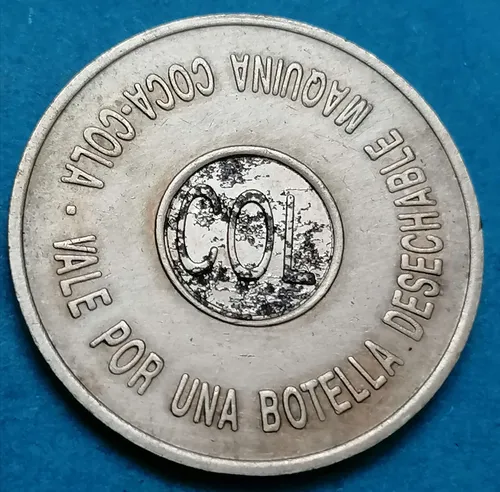 VALE POR UNA BOTELLA DESECHABLE MAQUINA COCA-COLA ·
COL